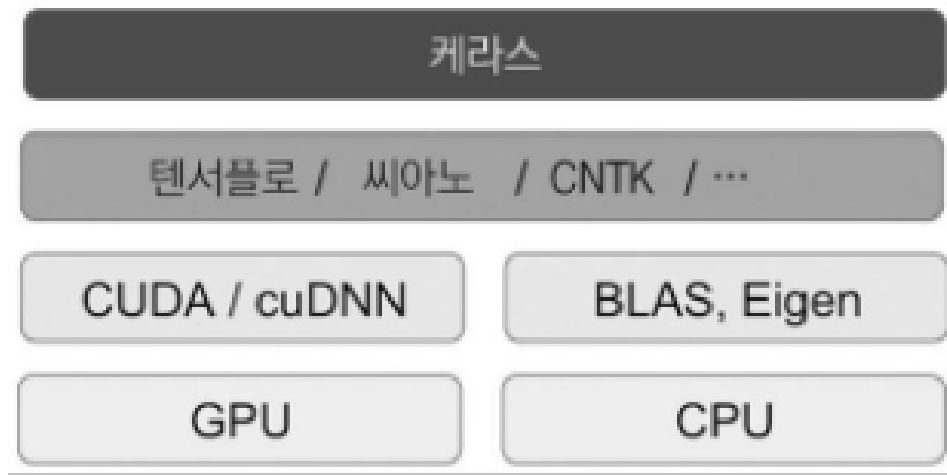 케라스
텐서플로 / 씨아노 / CNTK / …
CUDA / cuDNN
BLAS, Eigen
GPU
CPU